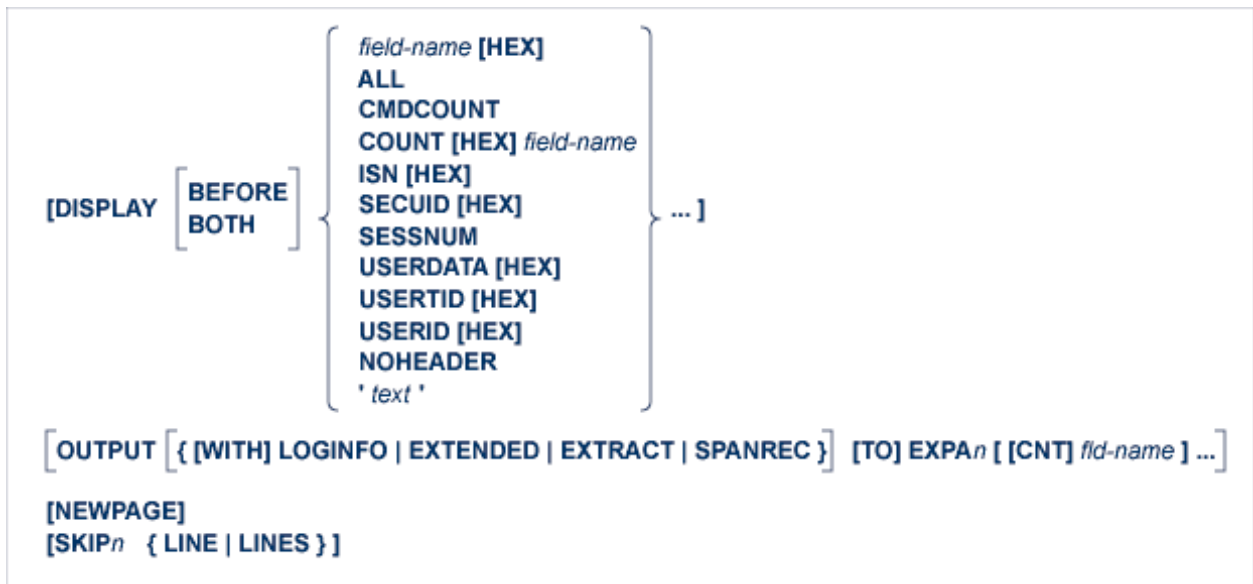 field-name [HEX]
ALL
CMDCOUNT
COUNT [HEX] field-name
ISN [HEX]
[DISPLAY [BEFORE BOTH] { SECUID [HEX] } ... ]
SESSNUM
USERDATA [HEX]
USERTID [HEX]
USERID [HEX]
NOHEADER
' text '
[OUTPUT [{ [WITH] LOGINFO | EXTENDED | EXTRACT | SPANREC }] [TO] EXPAn [ [CNT] fld-name ] ...]
[NEWPAGE]
[SKIPn { LINE | LINES } ]